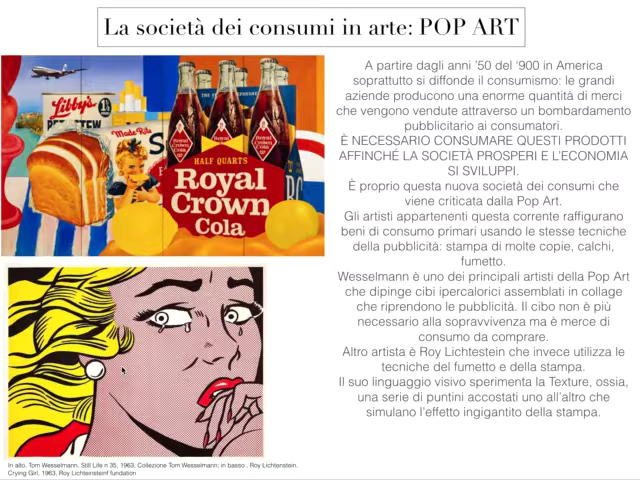 La società dei consumi in arte: POP ART
Libby's
Made-Rite
HALF QUARTS
Royal
Crown
Cola
A partire dagli anni '50 del '900 in America
soprattutto si diffonde il consumismo: le grandi
aziende producono una enorme quantità di merci
che vengono vendute attraverso un bombardamento
pubblicitario ai consumatori.
È NECESSARIO CONSUMARE QUESTI PRODOTTI
AFFINCHÉ LA SOCIETÀ PROSPERI E L'ECONOMIA
SI SVILUPPI.
È proprio questa nuova società dei consumi che
viene criticata dalla Pop Art.
Gli artisti appartenenti questa corrente raffigurano
beni di consumo primari usando le stesse tecniche
della pubblicità: stampa di molte copie, calchi,
fumetto.
Wesselmann è uno dei principali artisti della Pop Art
che dipinge cibi ipercalorici assemblati in collage
che riprendono le pubblicità. Il cibo non è più
necessario alla sopravvivenza ma è merce di
consumo da comprare.
Altro artista è Roy Lichtestein che invece utilizza le
tecniche del fumetto e della stampa.
Il suo linguaggio visivo sperimenta la Texture, ossia,
una serie di puntini accostati uno all'altro che
simulano l'effetto ingigantito della stampa.
In alto. Tom Wesselmann. Still Life n 35, 1963, Collezione Tom Wesselmann; in basso . Roy Lichtenstein.
Crying Girl, 1963, Roy Lichteinsteinf fundation